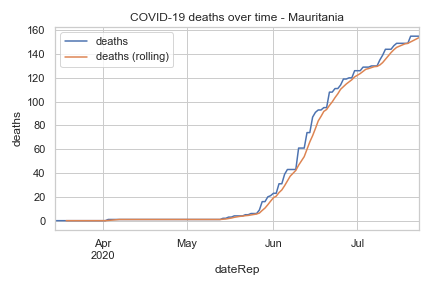 COVID-19 deaths over time - Mauritania
deaths
deaths (rolling)
160
140
120
100
80
60
40
20
0
deaths
Apr
2020
May
Jun
Jul
dateRep